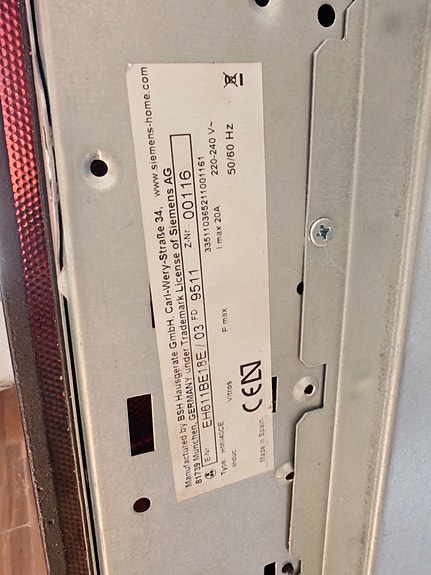 Manufactured by BSH Hausgeräte GmbH, Carl-Wery-Straße 34, www.siemens-home.com
81739 München, GERMANY under Trademark License of Siemens AG
E-Nr. EH611BE18E / 03 FD 9511 Z-Nr. 00116
335110365211001161
Type I max 20A 220-240 V~
Induc. Vitros P max 50/60 Hz
CE N
Made in Spain